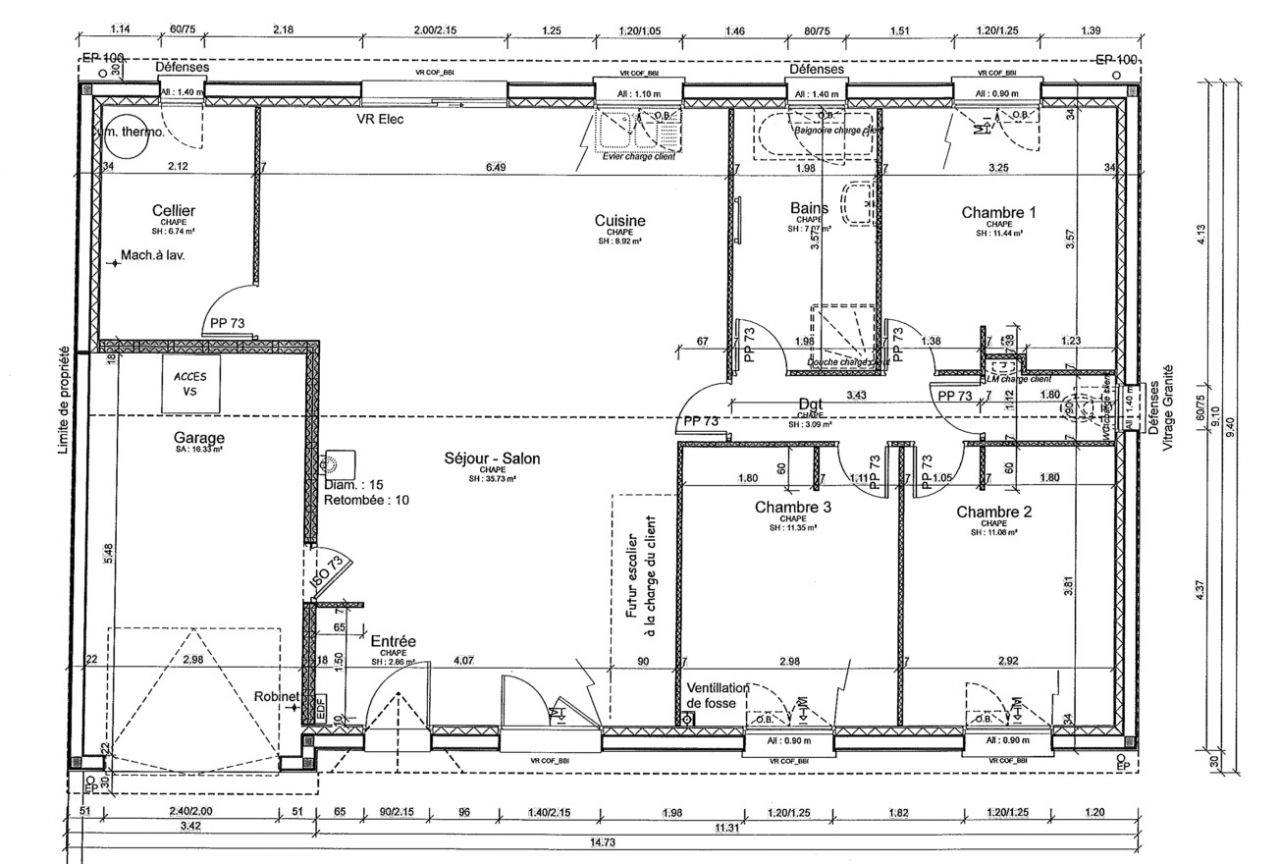 1.14 60/75 2.18 2.00/2.15 1.25 1.20/1.05 1.46 80/75 1.51 1.20/1.25 1.39
EP 100 30 Défenses VR COF_BBI VR COF_BBI Défenses VR COF_BBI EP 100
All : 1.40 m All : 1.10 m All : 1.40 m All : 0.90 m
VR Elec O.B. O.B. O.B. 34
m. thermo. Baignoire charge client
Evier charge client
34 2.12 7 6.49 7 1.98 7 3.25 34
Cellier
CHAPE
SH : 6.74 m²
Cuisine
CHAPE
SH : 8.92 m²
Bains
CHAPE
3.57
Chambre 1
CHAPE
SH : 11.44 m²
3.57
4.13
Mach.à lav.
PP 73
PP 73
PP 73
67 7 1.98 1.38 7 38 1.23
Douche charge client
LM charge client
18
ACCES
VS
Limite de propriété
PP 73
PP 73
3.43 7 1.12 1.80
90
7
All : 1.40 m
Défenses
Vitrage Granité
60/75
9.10
9.40
Dgt
CHAPE
SH : 3.09 m²
Garage
SA : 16.33 m²
Séjour - Salon
CHAPE
SH : 35.73 m²
Diam. : 15
Retombée : 10
60 PP 73 PP 73 60
1.80 7 1.11 7 1.05 7 1.80
Chambre 3
CHAPE
SH : 11.35 m²
Chambre 2
CHAPE
SH : 11.08 m²
Futur escalier
à la charge du client
5.48
ISO 73
3.81
4.37
7
65
1.50
Entrée
CHAPE
SH : 2.86 m²
22 2.98 18 4.07 90 7 2.98 7 2.92
Robinet
EDF
10
Ventillation
de fosse
O.B. O.B. 34
All : 0.90 m All : 0.90 m
22
30
EP
VR COF_BBI VR COF_BBI VR COF_BBI EP
30
51 2.40/2.00 51 65 90/2.15 96 1.40/2.15 1.98 1.20/1.25 1.82 1.20/1.25 1.20
3.42 11.31
14.73